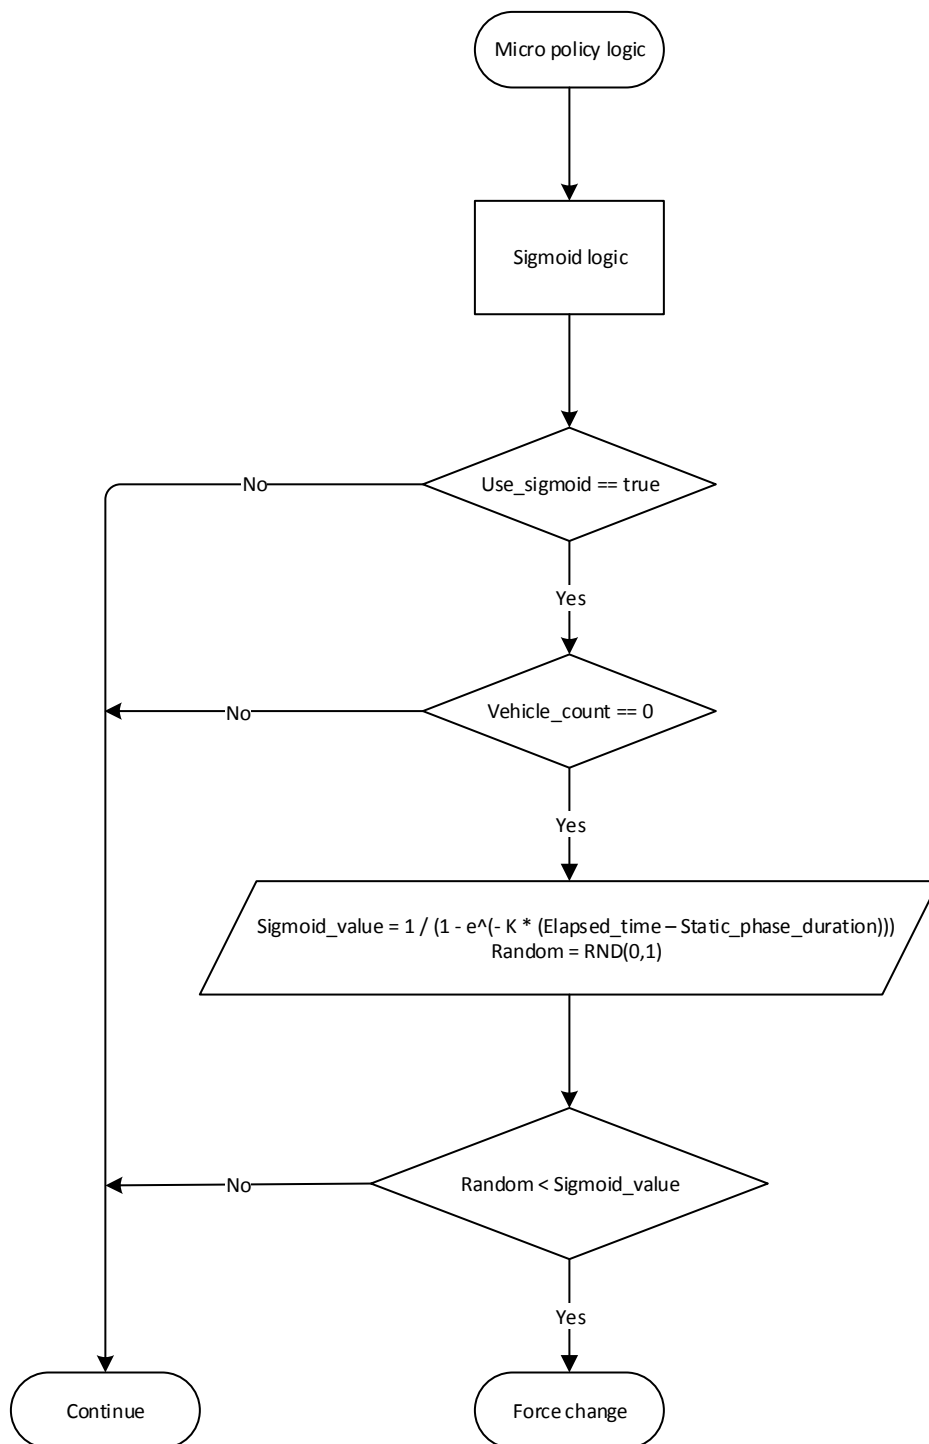 Micro policy logic
Sigmoid logic
Use_sigmoid == true
No
Yes
Vehicle_count == 0
No
Yes
Sigmoid_value = 1 / (1 - e^(- K * (Elapsed_time – Static_phase_duration)))
Random = RND(0,1)
Random < Sigmoid_value
No
Yes
Continue
Force change